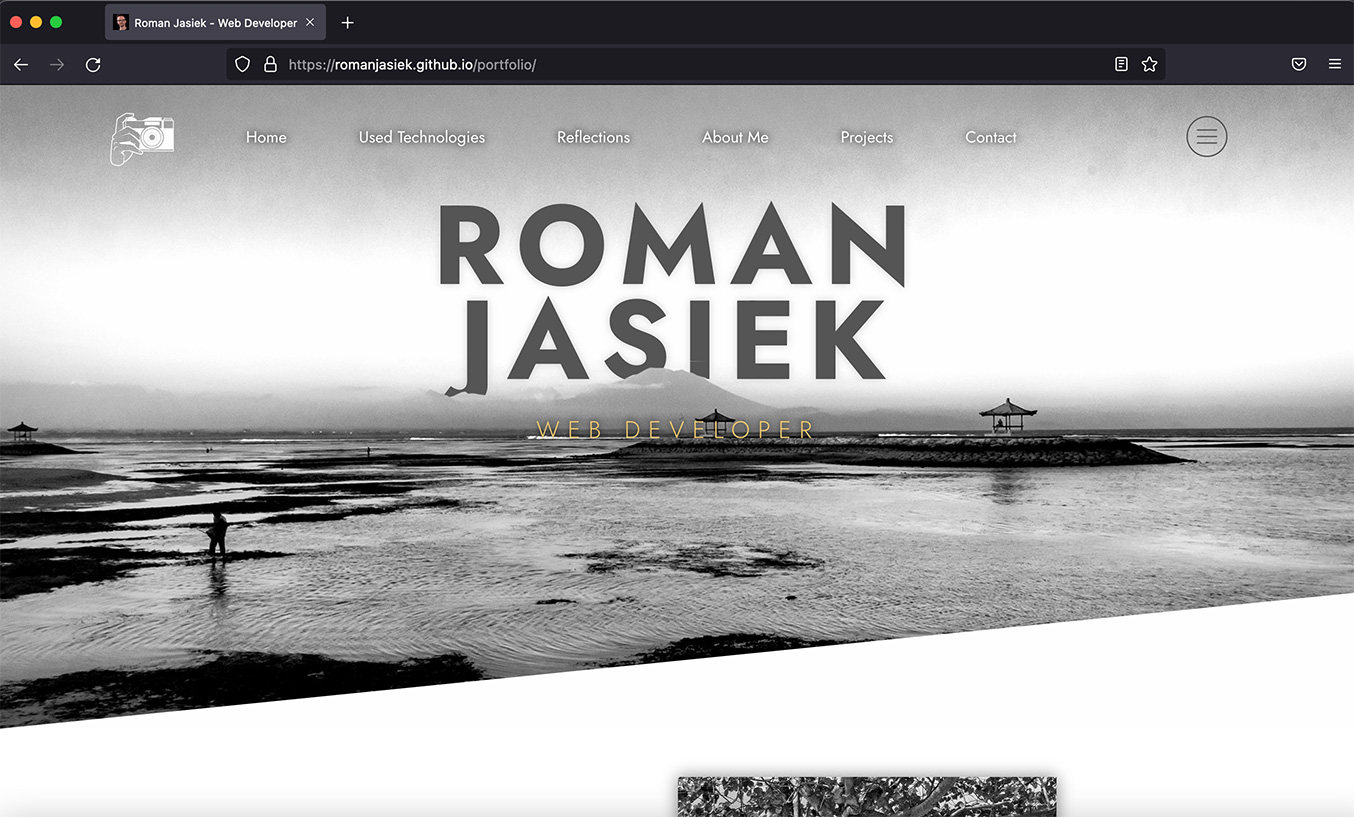 Roman Jasiek - Web Developer
https://romanjasiek.github.io/portfolio/
Home Used Technologies Reflections About Me Projects Contact
ROMAN
JASIEK
WEB DEVELOPER